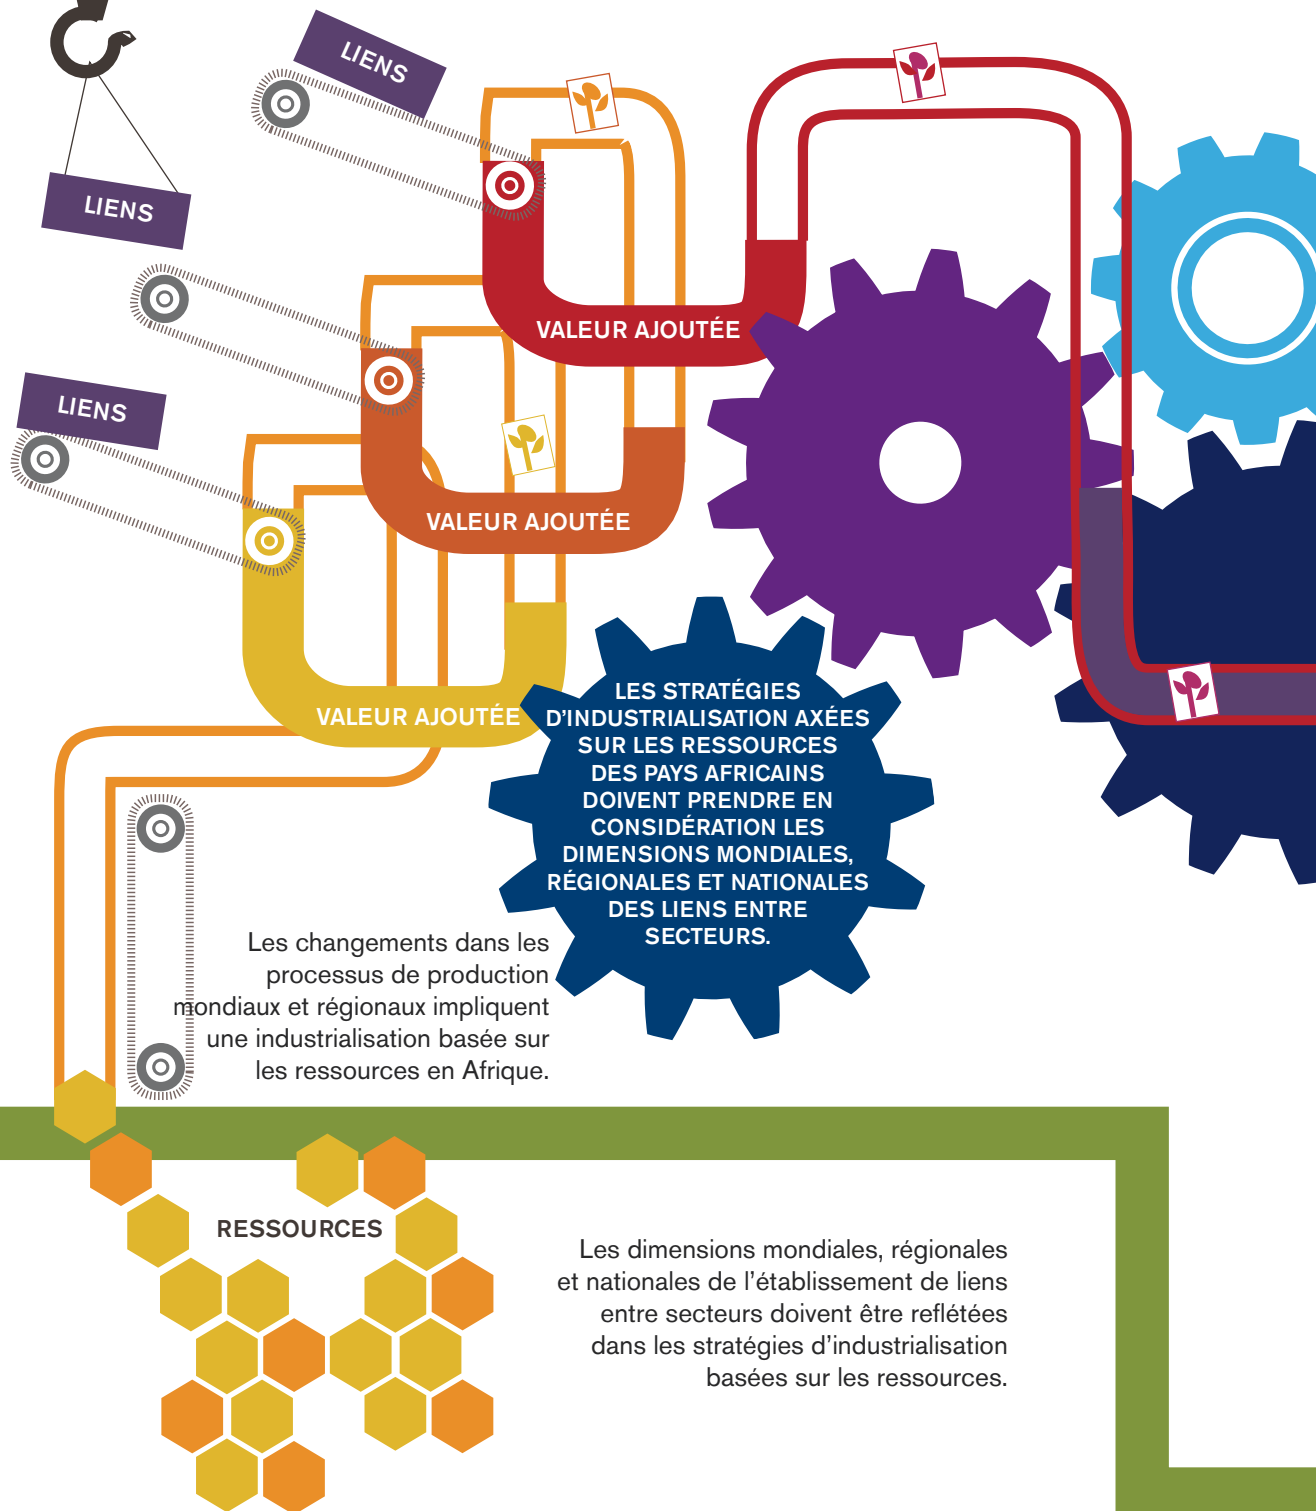 LIENS
LIENS
LIENS
VALEUR AJOUTÉE
VALEUR AJOUTÉE
VALEUR AJOUTÉE
LES STRATÉGIES
D’INDUSTRIALISATION AXÉES
SUR LES RESSOURCES
DES PAYS AFRICAINS
DOIVENT PRENDRE EN
CONSIDÉRATION LES
DIMENSIONS MONDIALES,
RÉGIONALES ET NATIONALES
DES LIENS ENTRE
SECTEURS.
Les changements dans les
processus de production
mondiaux et régionaux impliquent
une industrialisation basée sur
les ressources en Afrique.
RESSOURCES
Les dimensions mondiales, régionales
et nationales de l’établissement de liens
entre secteurs doivent être reflétées
dans les stratégies d’industrialisation
basées sur les ressources.